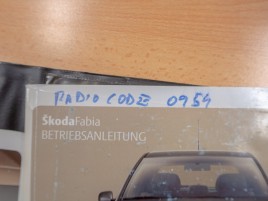 RADIO CODE 0954
ŠkodaFabia
BETRIEBSANLEITUNG